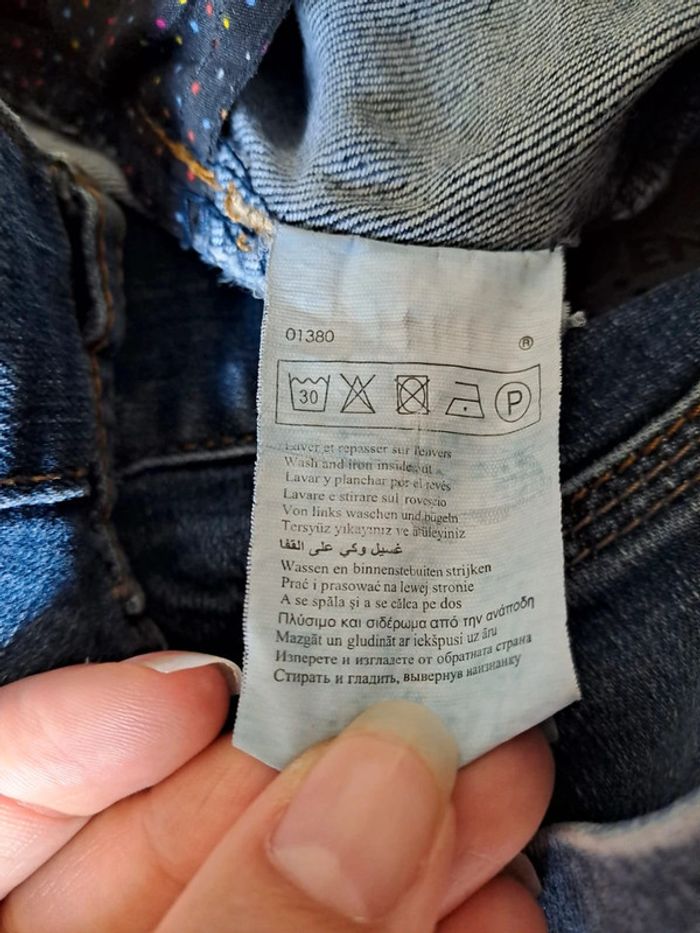 01380
®
30
P
Laver et repasser sur l'envers
Wash and iron inside out
Lavar y planchar por el revés
Lavare e stirare sul rovescio
Von links waschen und bügeln
Tersyüz yıkayınız ve ütüleyiniz
غسيل وكي على القفا
Wassen en binnenstebuiten strijken
Prać i prasować na lewej stronie
A se spăla şi a se călca pe dos
Πλύσιμο και σιδέρωμα από την ανάποδη
Mazgāt un gludināt ar iekšpusi uz āru
Изперете и изгладете от обратната страна
Стирать и гладить, вывернув наизнанку